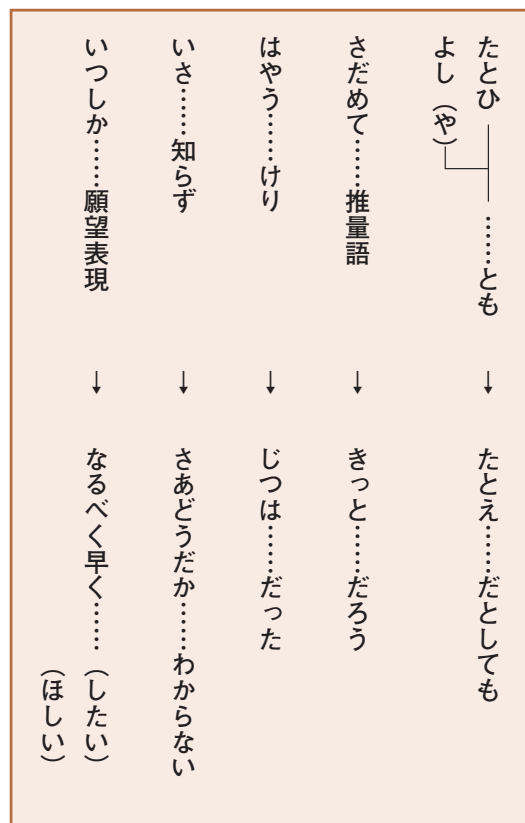 たとひ……とも → たとえ……だとしても
よし（や）
さだめて……推量語 → きっと……だろう
はやう……けり → じつは……だった
いさ……知らず → さあどうだか……わからない
いつしか……願望表現 → なるべく早く……（したい）
（ほしい）